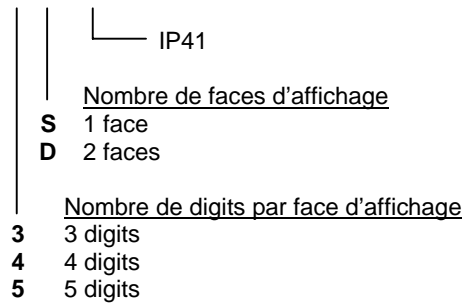 IP41
Nombre de faces d'affichage
S 1 face
D 2 faces
Nombre de digits par face d'affichage
3 3 digits
4 4 digits
5 5 digits